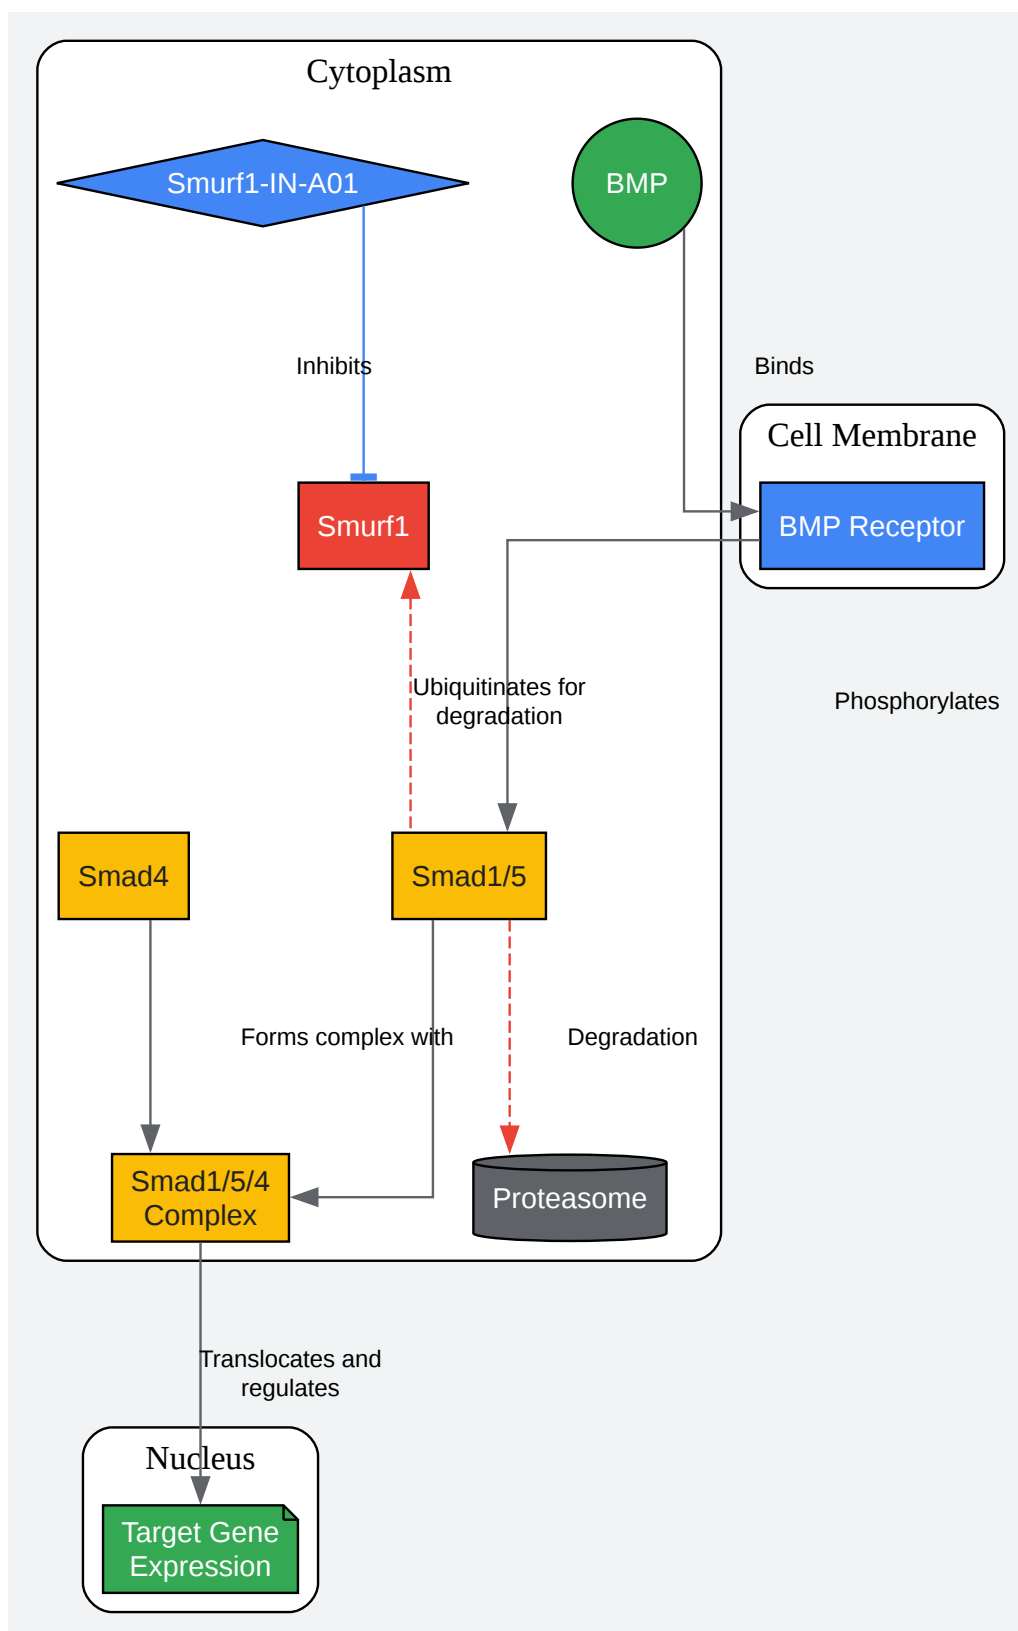 Cytoplasm
Smurf1-IN-A01
BMP
Inhibits
Binds
Cell Membrane
Smurf1
BMP Receptor
Ubiquitinates for
degradation
Phosphorylates
Smad4
Smad1/5
Forms complex with
Degradation
Smad1/5/4
Complex
Proteasome
Translocates and
regulates
Nucleus
Target Gene
Expression